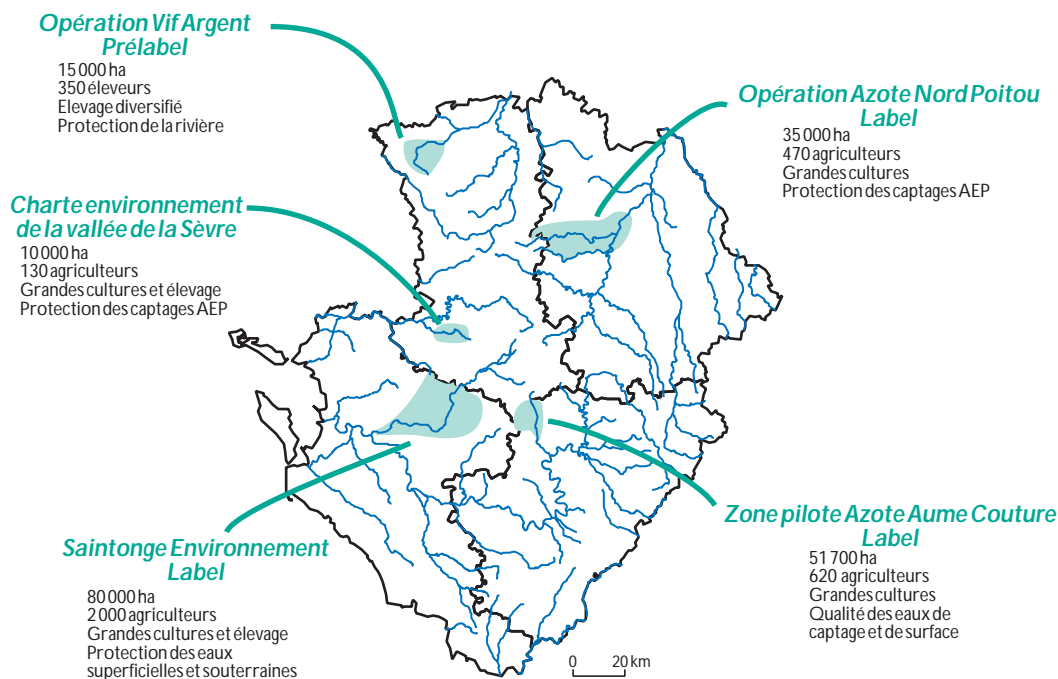 Opération Vif Argent
Prélabel
15 000 ha
350 éleveurs
Elevage diversifié
Protection de la rivière
Opération Azote Nord Poitou
Label
35 000 ha
470 agriculteurs
Grandes cultures
Protection des captages AEP
Charte environnement
de la vallée de la Sèvre
10 000 ha
130 agriculteurs
Grandes cultures et élevage
Protection des captages AEP
Saintonge Environnement
Label
80 000 ha
2 000 agriculteurs
Grandes cultures et élevage
Protection des eaux
superficielles et souterraines
Zone pilote Azote Aume Couture
Label
51 700 ha
620 agriculteurs
Grandes cultures
Qualité des eaux de
captage et de surface
0 20 km